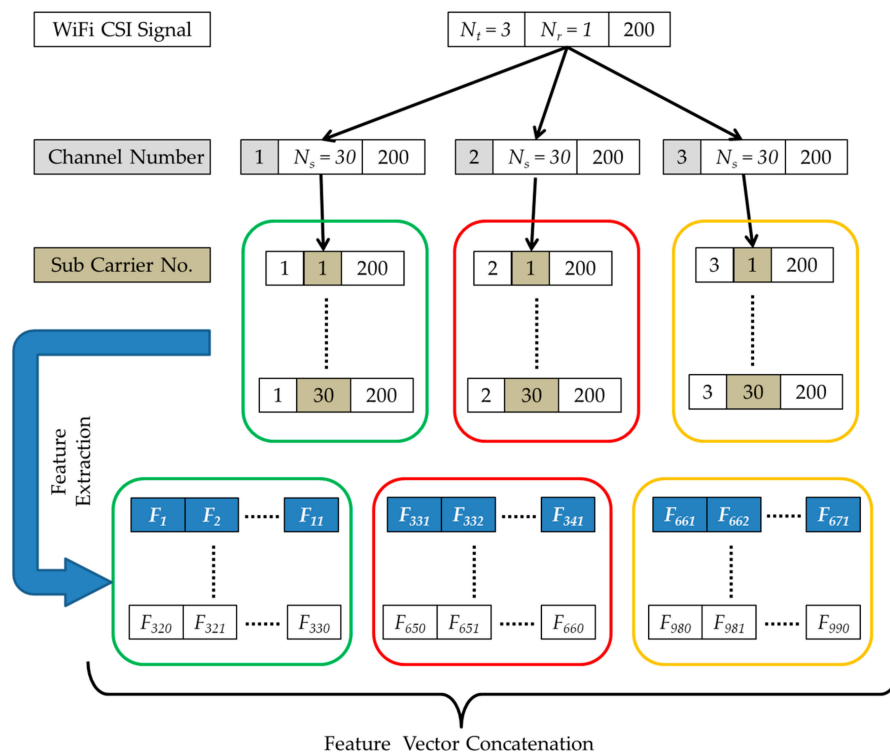 WiFi CSI Signal
N_t = 3 N_r = 1 200
Channel Number
1 N_s = 30 200
2 N_s = 30 200
3 N_s = 30 200
Sub Carrier No.
1 1 200
2 1 200
3 1 200
1 30 200
2 30 200
3 30 200
Feature
Extraction
F_1 F_2 ...... F_11
F_331 F_332 ...... F_341
F_661 F_662 ...... F_671
F_320 F_321 ...... F_330
F_650 F_651 ...... F_660
F_980 F_981 ...... F_990
Feature Vector Concatenation